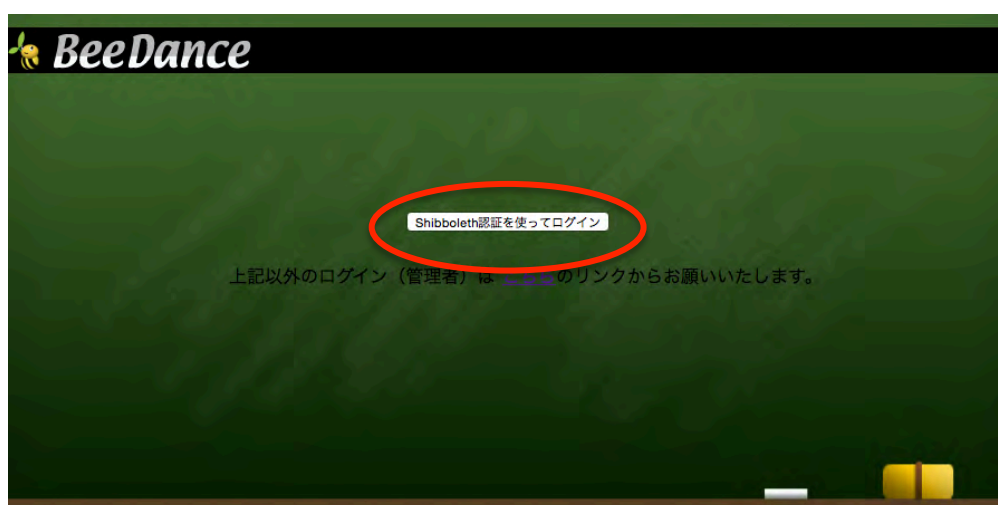 BeeDance
Shibboleth認証を使ってログイン
上記以外のログイン（管理者）は のリンクからお願いいたします。